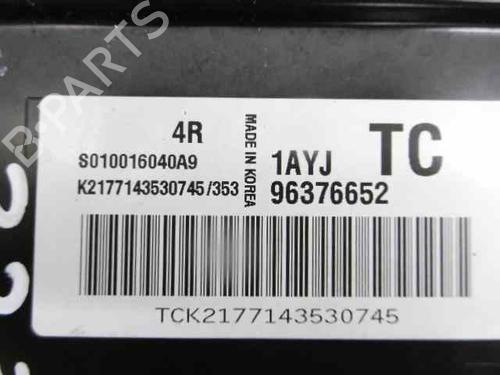 B-PARTS
4R
S010016040A9
K2177143530745/353
MADE IN KOREA
1AYJ
TC
96376652
TCK2177143530745